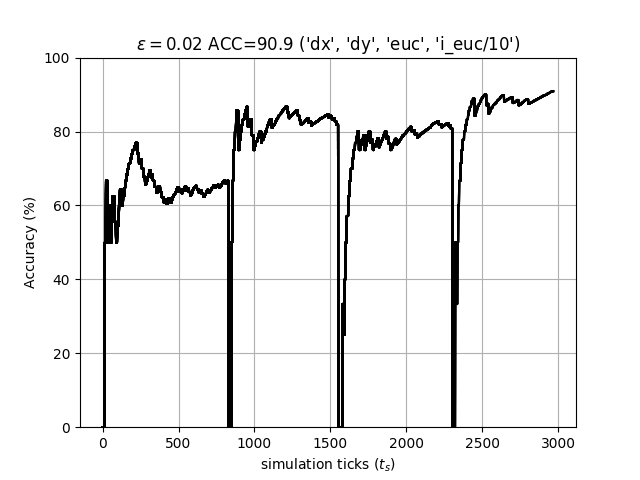 ε = 0.02 ACC=90.9 ('dx', 'dy', 'euc', 'i_euc/10')
100
80
60
40
20
0
Accuracy (%)
0 500 1000 1500 2000 2500 3000
simulation ticks (tₛ)